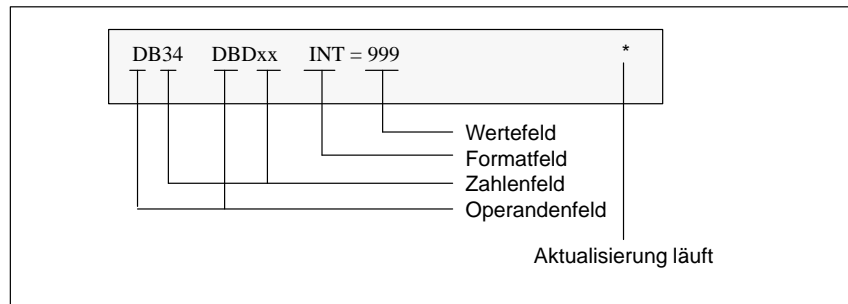 DB34 DBDxx INT = 999 *
Wertefeld
Formatfeld
Zahlenfeld
Operandenfeld
Aktualisierung läuft